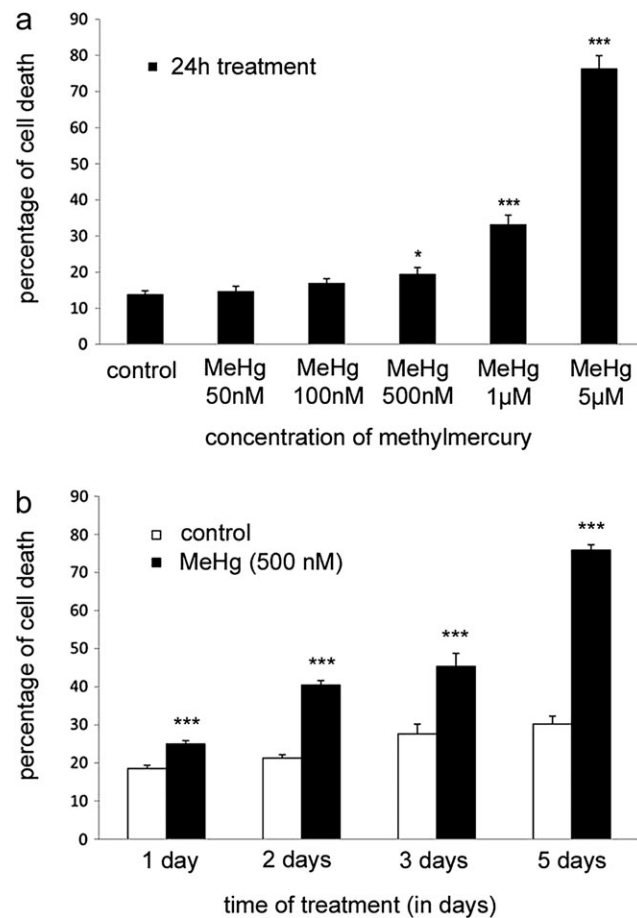 a
90
80
70
60
50
40
30
20
10
0
percentage of cell death
■ 24h treatment
*
***
***
control MeHg MeHg MeHg MeHg MeHg
50nM 100nM 500nM 1µM 5µM
concentration of methylmercury
b
90
80
70
60
50
40
30
20
10
0
percentage of cell death
control
MeHg (500 nM)
***
***
***
***
1 day 2 days 3 days 5 days
time of treatment (in days)